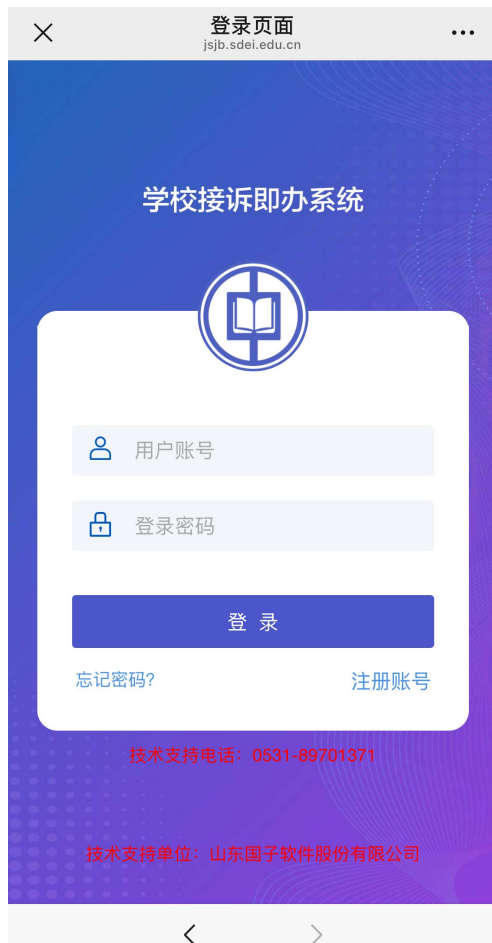 登录页面
jsjb.sdei.edu.cn
学校接诉即办系统
用户账号
登录密码
登 录
忘记密码?
注册账号
技术支持电话：0531-89701371
技术支持单位：山东国子软件股份有限公司